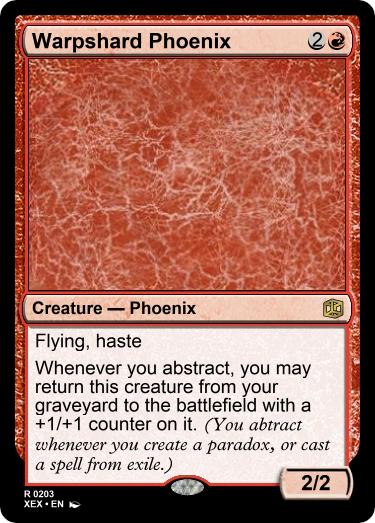 Warpshard Phoenix 2
Creature — Phoenix
Flying, haste
Whenever you abstract, you may
return this creature from your
graveyard to the battlefield with a
+1/+1 counter on it. (You abtract
whenever you create a paradox, or cast
a spell from exile.)
2/2
R 0203
XEX • EN